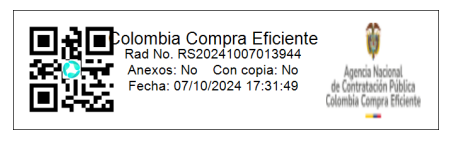 Colombia Compra Eficiente
Rad No. RS20241007013944
Anexos: No Con copia: No
Fecha: 07/10/2024 17:31:49
Agencia Nacional
de Contratación Pública
Colombia Compra Eficiente